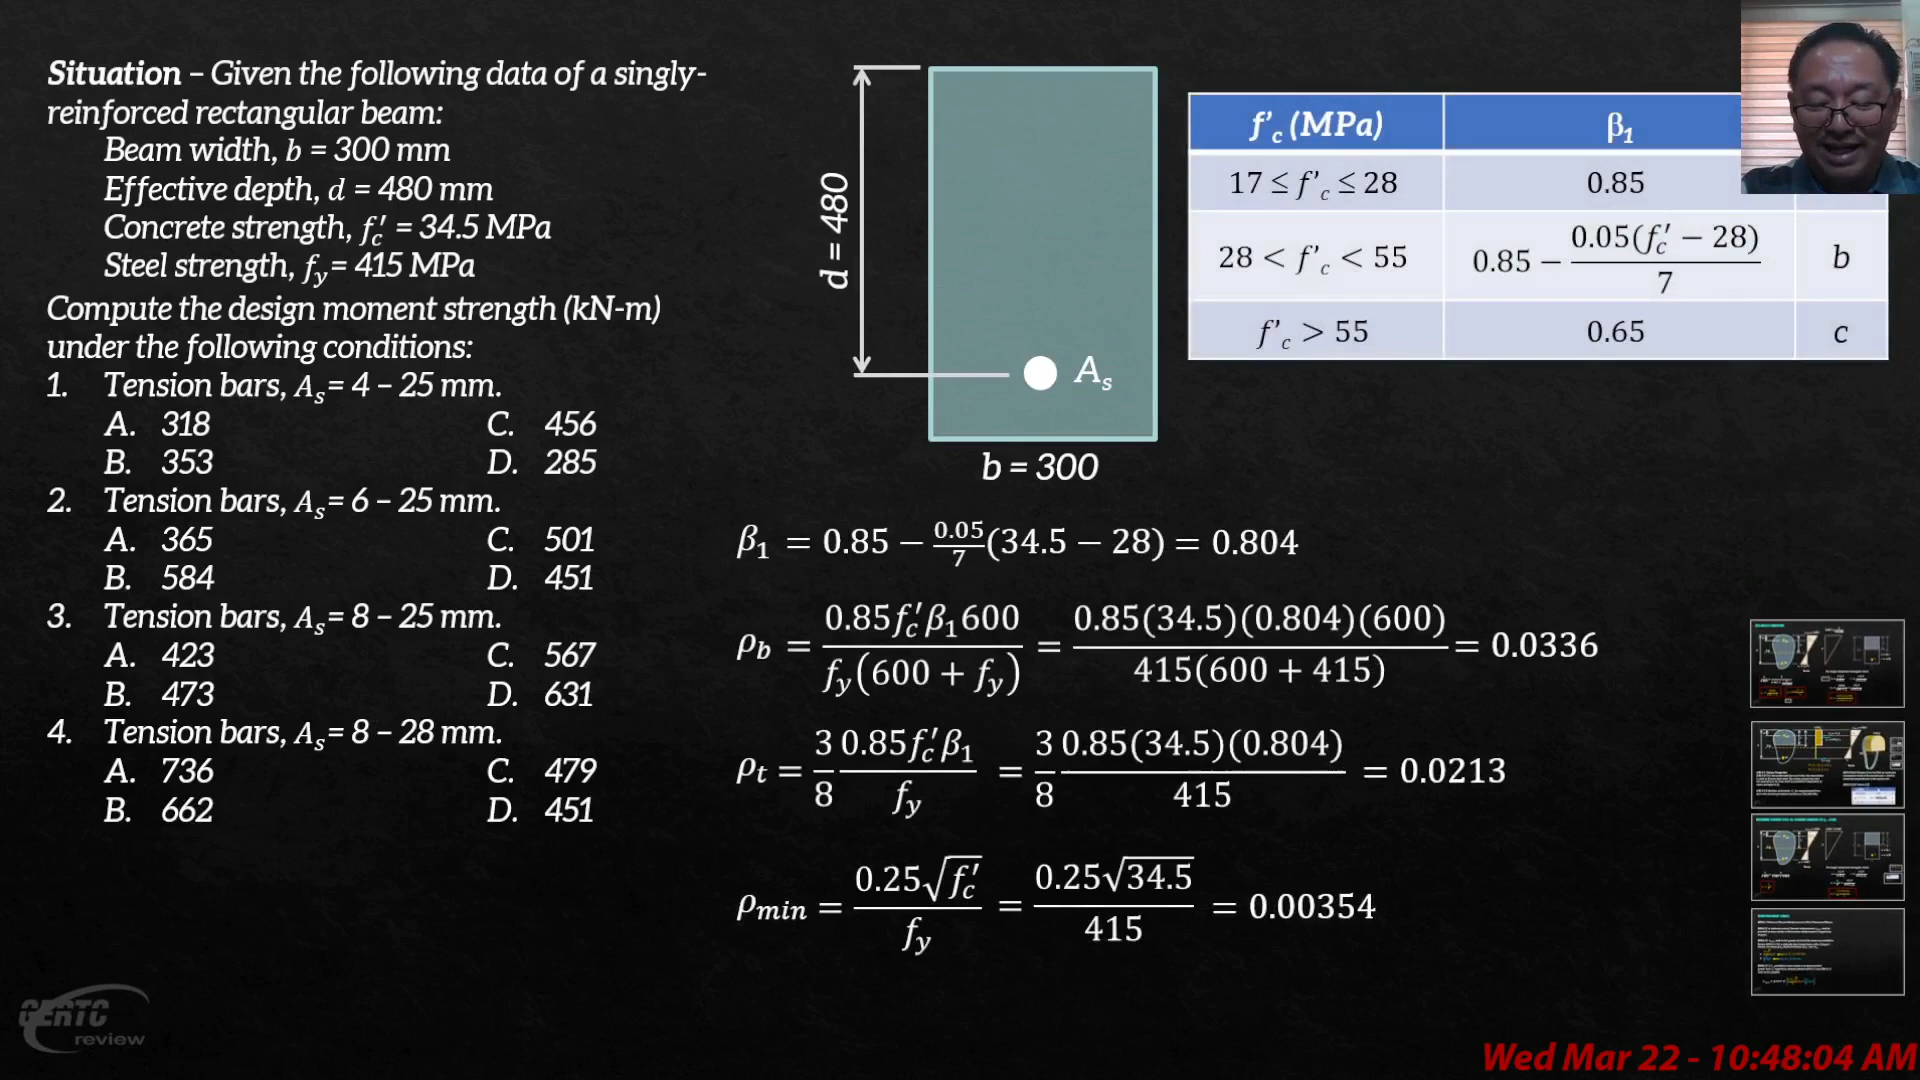 Situation – Given the following data of a singly-
reinforced rectangular beam:
Beam width, b = 300 mm
Effective depth, d = 480 mm
Concrete strength, f′c = 34.5 MPa
Steel strength, fy = 415 MPa
Compute the design moment strength (kN-m)
under the following conditions:
1. Tension bars, As = 4 – 25 mm.
A. 318 C. 456
B. 353 D. 285
2. Tension bars, As = 6 – 25 mm.
A. 365 C. 501
B. 584 D. 451
3. Tension bars, As = 8 – 25 mm.
A. 423 C. 567
B. 473 D. 631
4. Tension bars, As = 8 – 28 mm.
A. 736 C. 479
B. 662 D. 451
d = 480
As
b = 300
f'c (MPa) β1
17 ≤ f'c ≤ 28 0.85
28 < f'c < 55 0.85 − 0.05(f′c − 28)/7 b
f'c > 55 0.65 c
β1 = 0.85 − 0.05/7 (34.5 − 28) = 0.804
ρb = 0.85f′cβ1600 / fy(600 + fy) = 0.85(34.5)(0.804)(600) / 415(600 + 415) = 0.0336
ρt = 3/8 0.85f′cβ1 / fy = 3/8 0.85(34.5)(0.804) / 415 = 0.0213
ρmin = 0.25√f′c / fy = 0.25√34.5 / 415 = 0.00354
GERTC
review
Wed Mar 22 - 10:48:04 AM